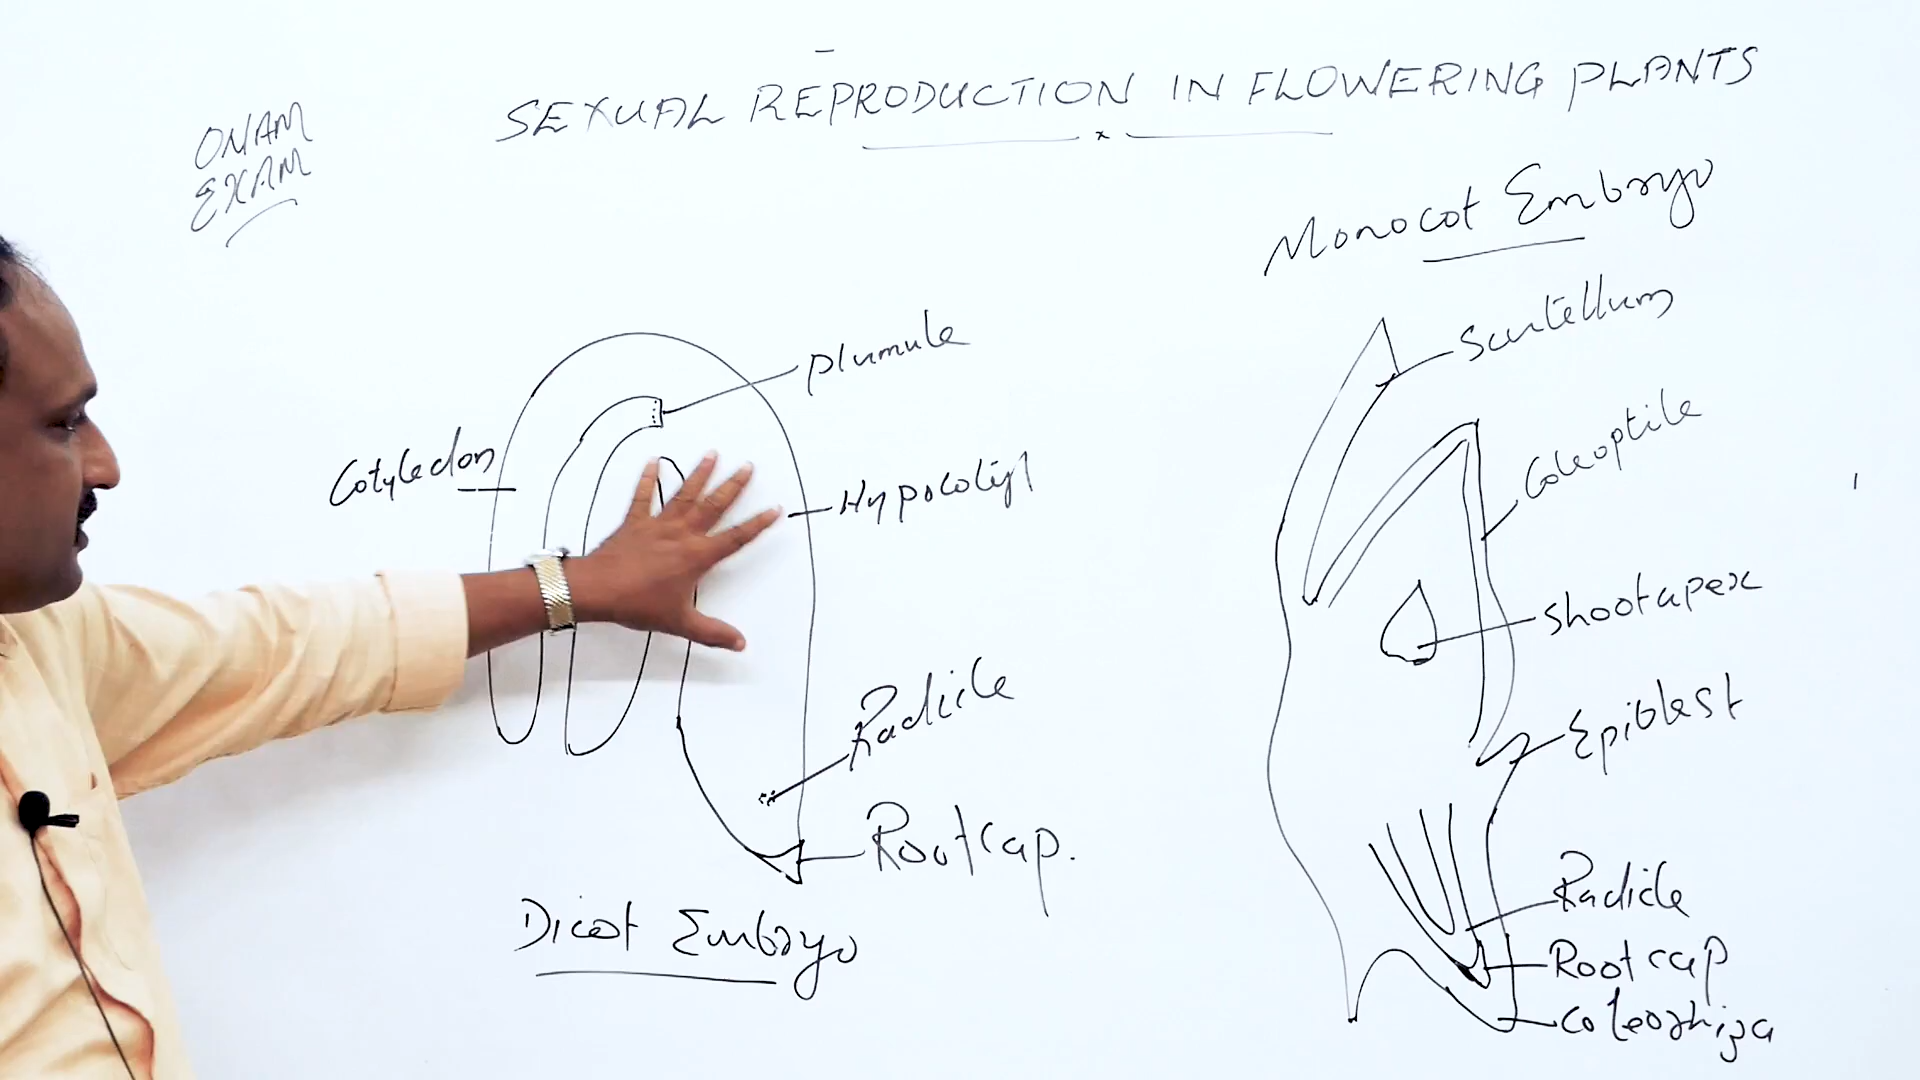 ONAM
EXAM
SEXUAL REPRODUCTION IN FLOWERING PLANTS
Cotyledon
plumule
Hypocotyl
Radicle
Rootcap.
Dicot Embryo
Monocot Embryo
Scutellum
Coleoptile
Shootapex
Epiblast
Radicle
Root cap
Coleorhiza